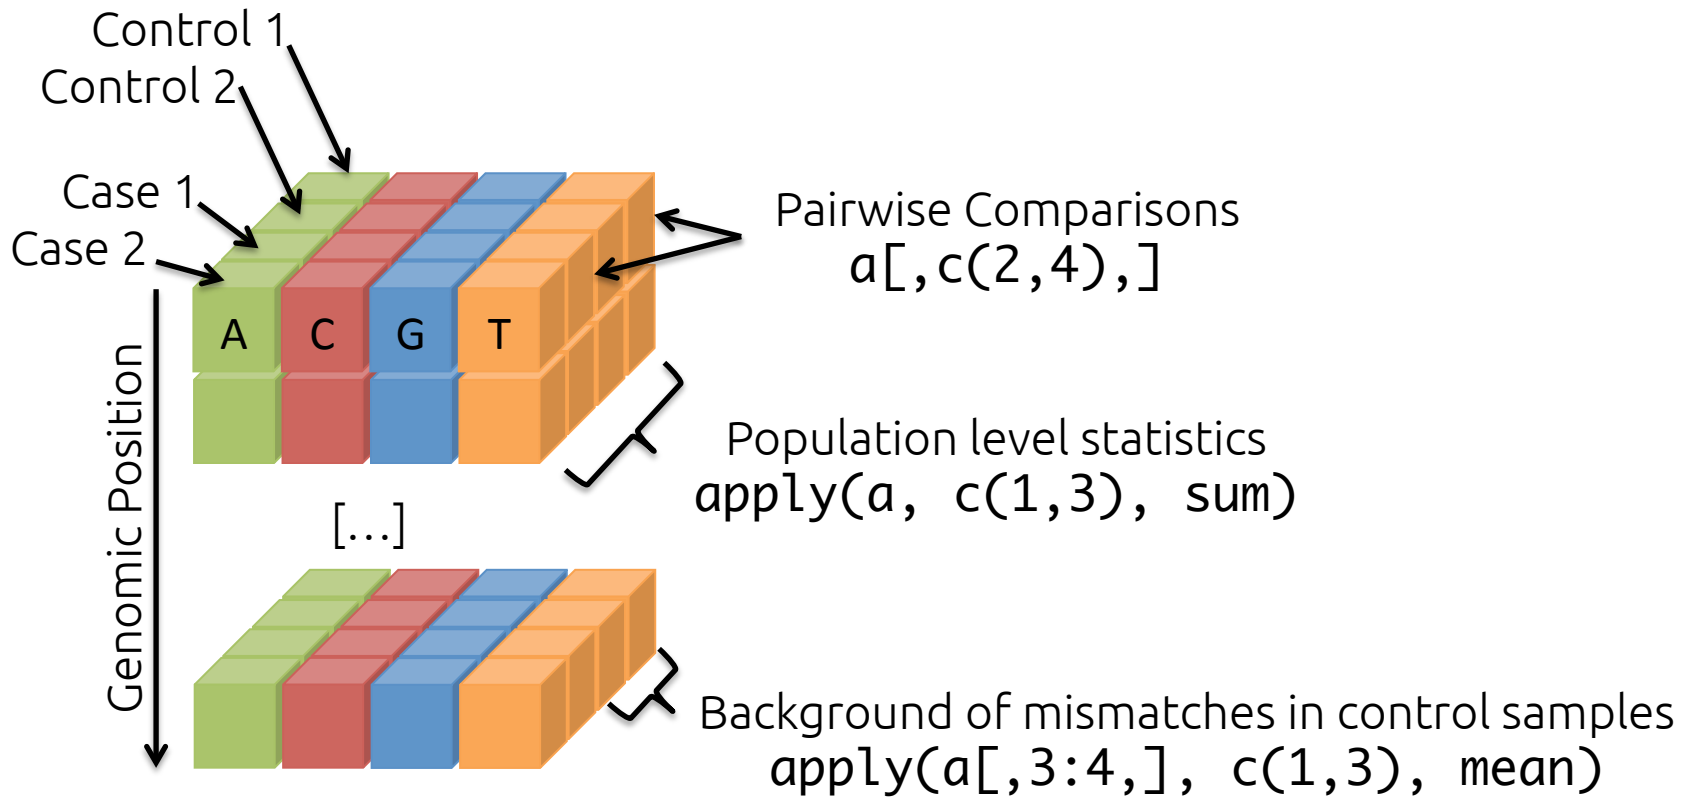 Control 1
Control 2
Case 1
Case 2
Pairwise Comparisons
a[,c(2,4),]
A C G T
Genomic Position
Population level statistics
apply(a, c(1,3), sum)
[...]
Background of mismatches in control samples
apply(a[,3:4,], c(1,3), mean)